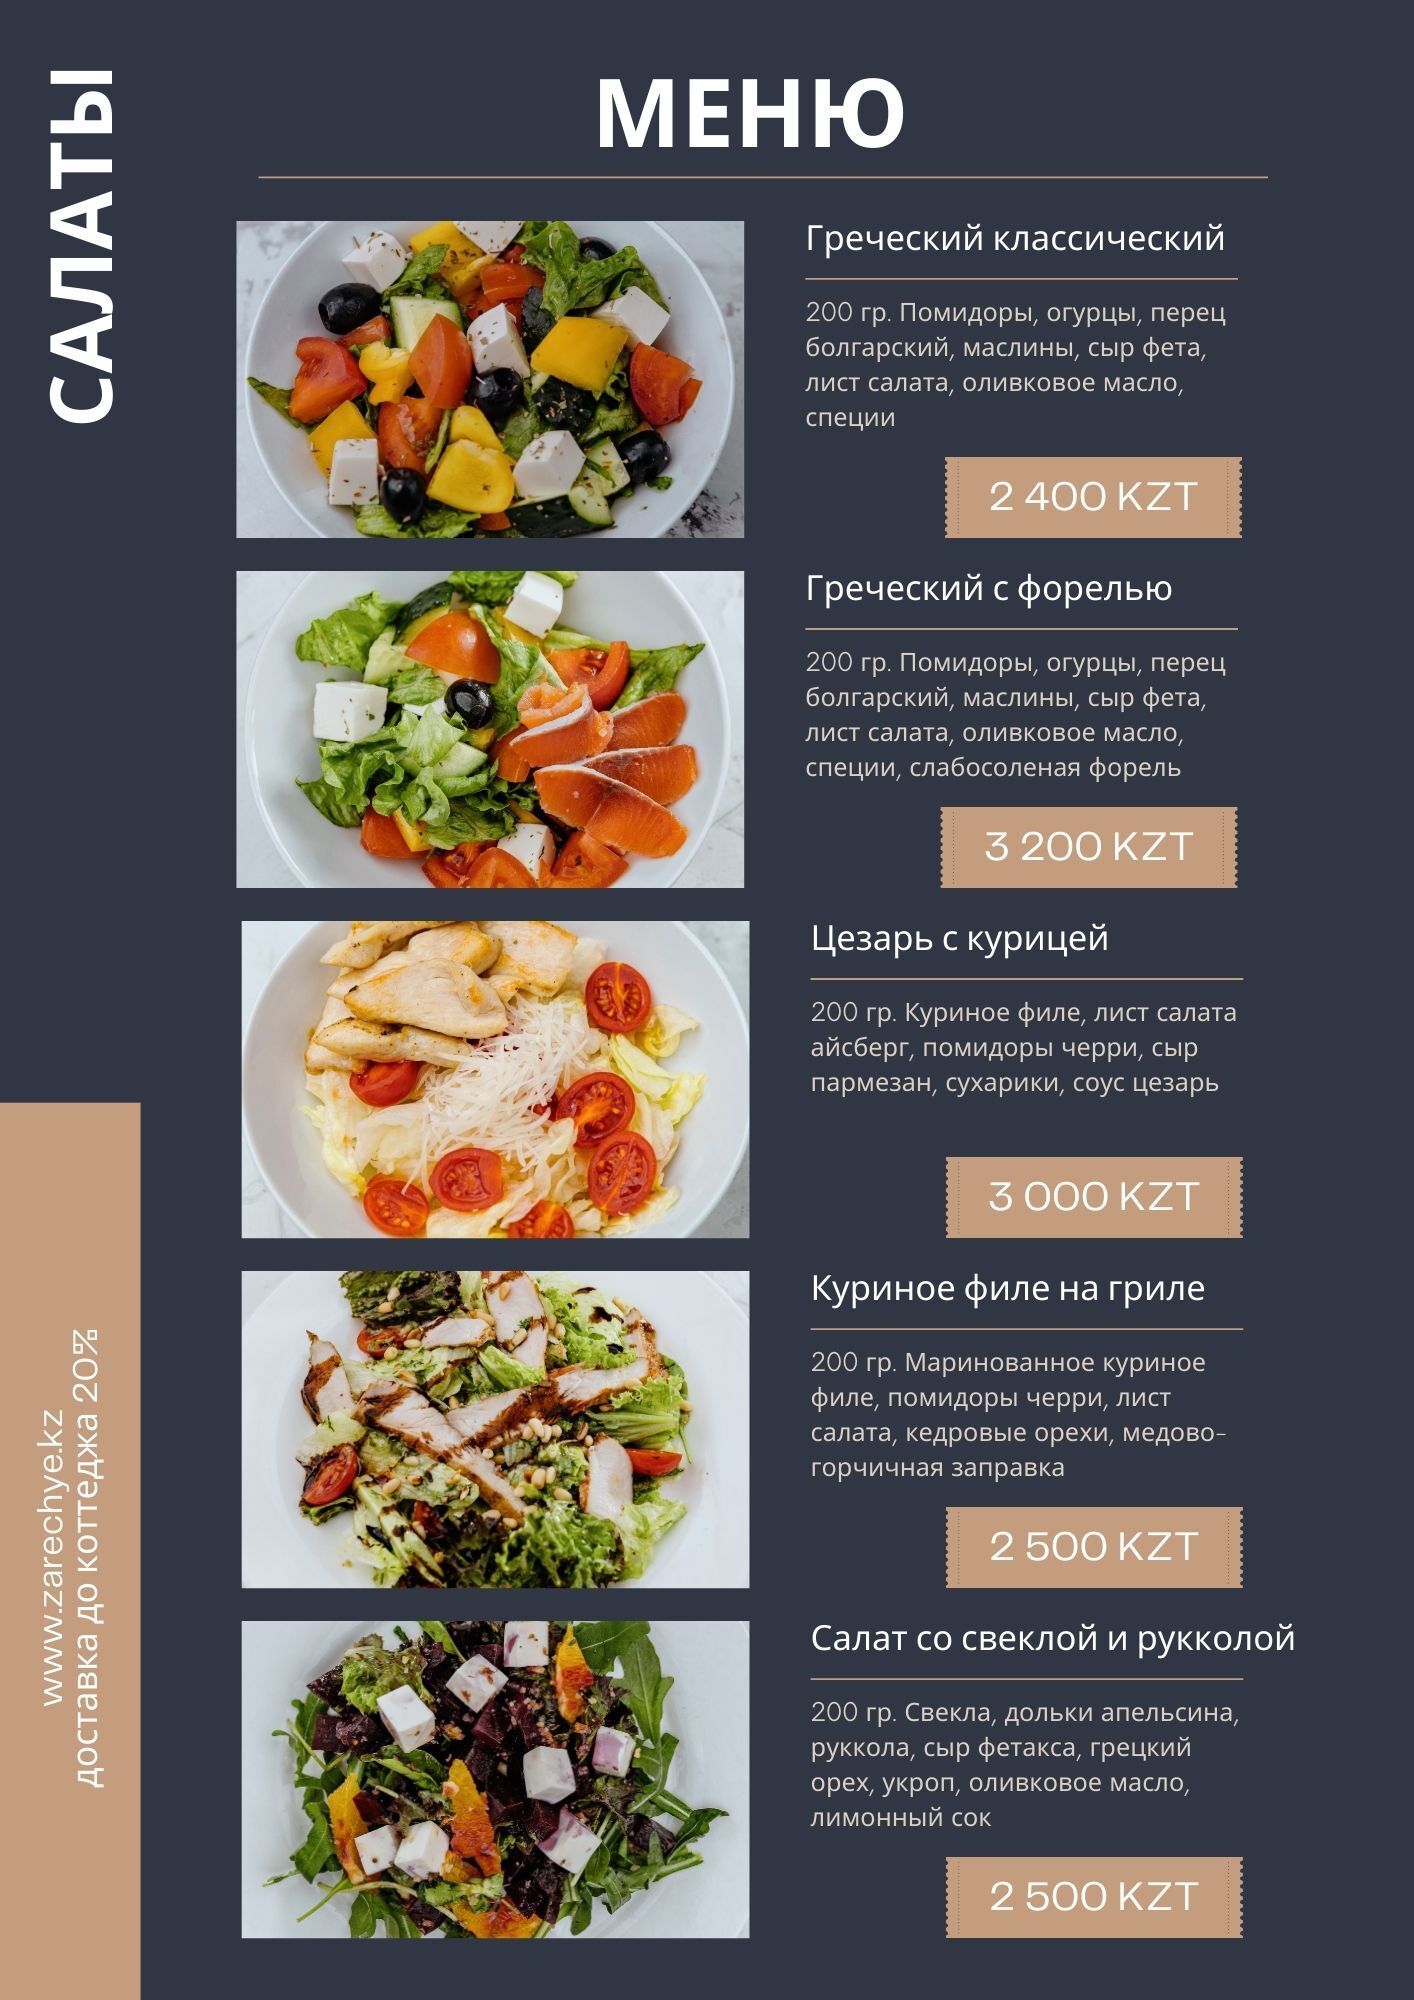 САЛАТЫ
МЕНЮ
Греческий классический
200 гр. Помидоры, огурцы, перец
болгарский, маслины, сыр фета,
лист салата, оливковое масло,
специи
2 400 KZT
Греческий с форелью
200 гр. Помидоры, огурцы, перец
болгарский, маслины, сыр фета,
лист салата, оливковое масло,
специи, слабосоленая форель
3 200 KZT
Цезарь с курицей
200 гр. Куриное филе, лист салата
айсберг, помидоры черри, сыр
пармезан, сухарики, соус цезарь
3 000 KZT
Куриное филе на гриле
200 гр. Маринованное куриное
филе, помидоры черри, лист
салата, кедровые орехи, медово-
горчичная заправка
2 500 KZT
Салат со свеклой и рукколой
200 гр. Свекла, дольки апельсина,
руккола, сыр фетакса, грецкий
орех, укроп, оливковое масло,
лимонный сок
2 500 KZT
www.zarechye.kz
доставка до коттеджа 20%